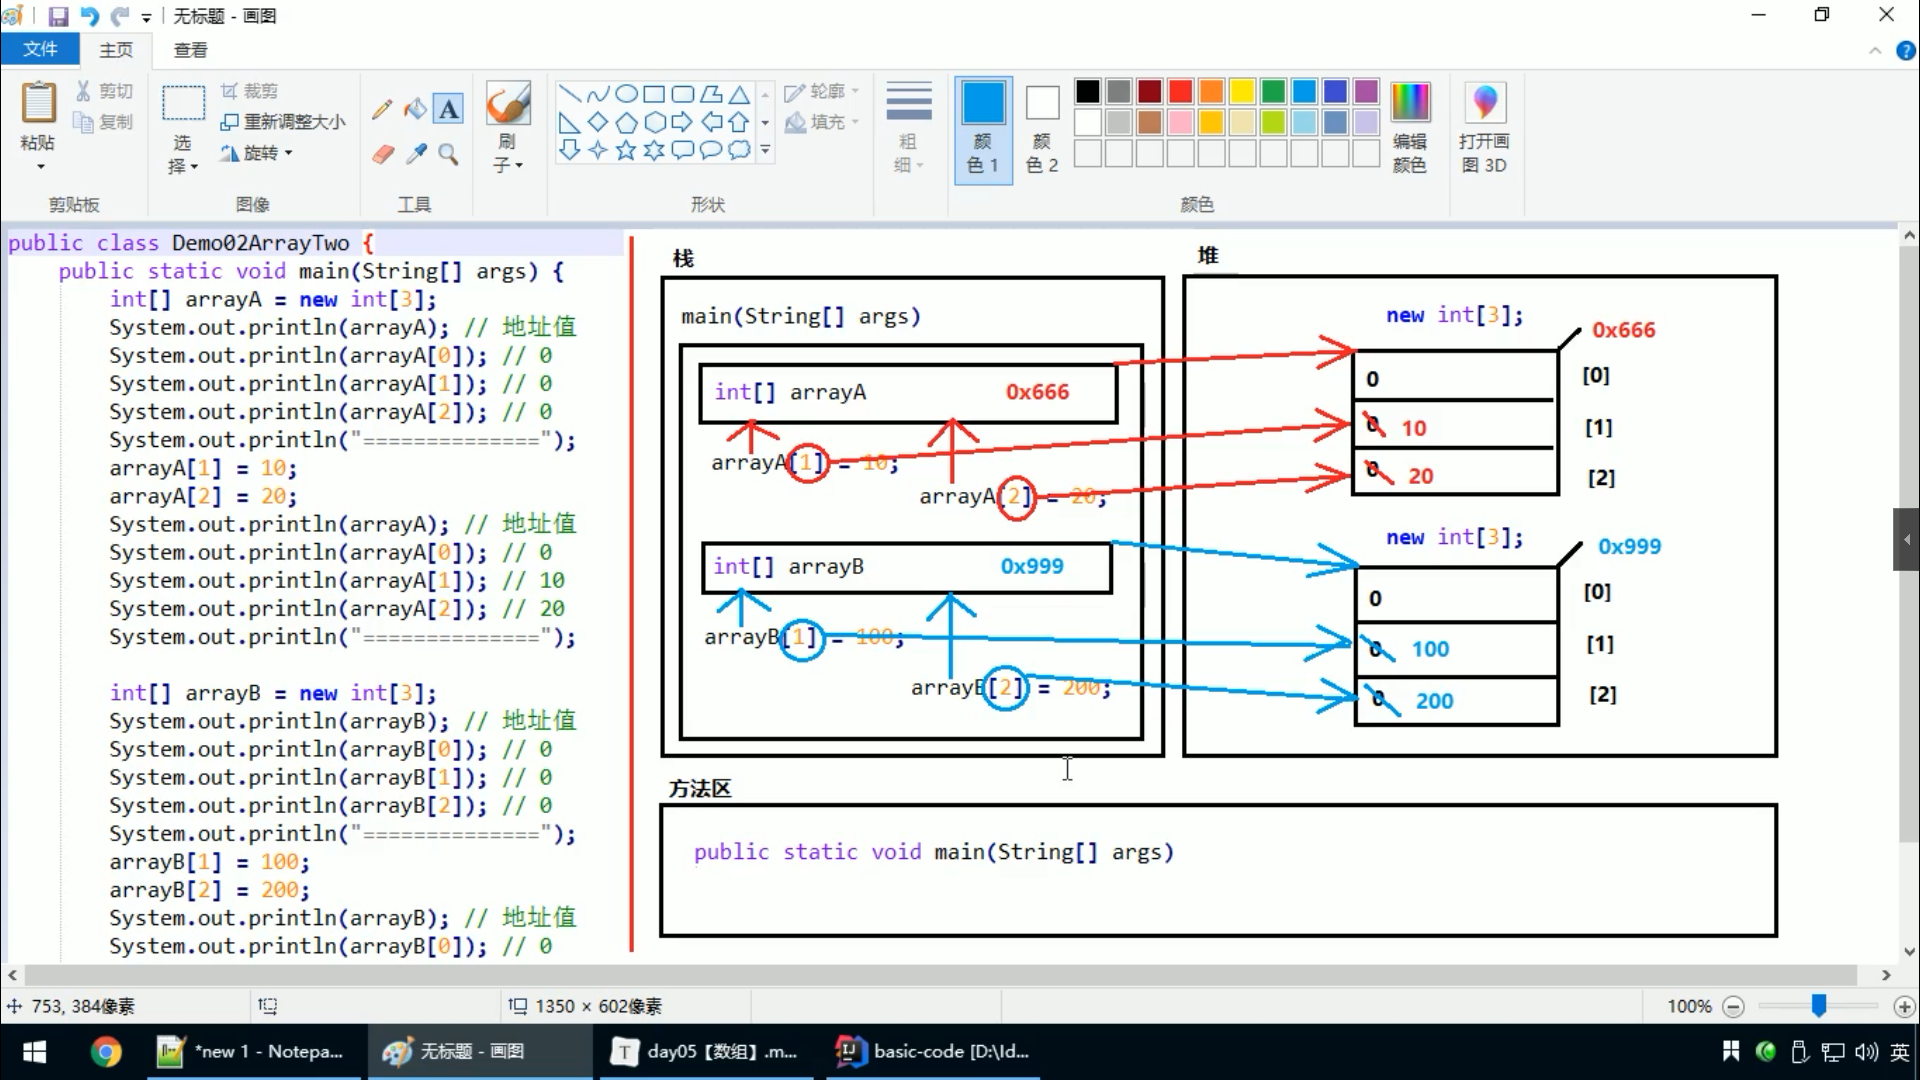 无标题 - 画图
文件 主页 查看
粘贴 剪切 复制 剪贴板
选择 裁剪 重新调整大小 旋转 图像
A
工具
刷子
轮廓 填充 形状
粗细
颜色 1 颜色 2
编辑颜色
颜色
打开画图 3D
public class Demo02ArrayTwo {
public static void main(String[] args) {
int[] arrayA = new int[3];
System.out.println(arrayA); // 地址值
System.out.println(arrayA[0]); // 0
System.out.println(arrayA[1]); // 0
System.out.println(arrayA[2]); // 0
System.out.println("==============");
arrayA[1] = 10;
arrayA[2] = 20;
System.out.println(arrayA); // 地址值
System.out.println(arrayA[0]); // 0
System.out.println(arrayA[1]); // 10
System.out.println(arrayA[2]); // 20
System.out.println("==============");
int[] arrayB = new int[3];
System.out.println(arrayB); // 地址值
System.out.println(arrayB[0]); // 0
System.out.println(arrayB[1]); // 0
System.out.println(arrayB[2]); // 0
System.out.println("==============");
arrayB[1] = 100;
arrayB[2] = 200;
System.out.println(arrayB); // 地址值
System.out.println(arrayB[0]); // 0
栈
main(String[] args)
int[] arrayA 0x666
arrayA[1] = 10;
arrayA[2] = 20;
int[] arrayB 0x999
arrayB[1] = 100;
arrayB[2] = 200;
堆
new int[3];
0x666
0 [0]
0 10 [1]
0 20 [2]
new int[3];
0x999
0 [0]
0 100 [1]
0 200 [2]
方法区
public static void main(String[] args)
753, 384像素
1350 × 602像素
100%
*new 1 - Notepa...
无标题 - 画图
day05【数组】.m...
basic-code [D:\Id...
英